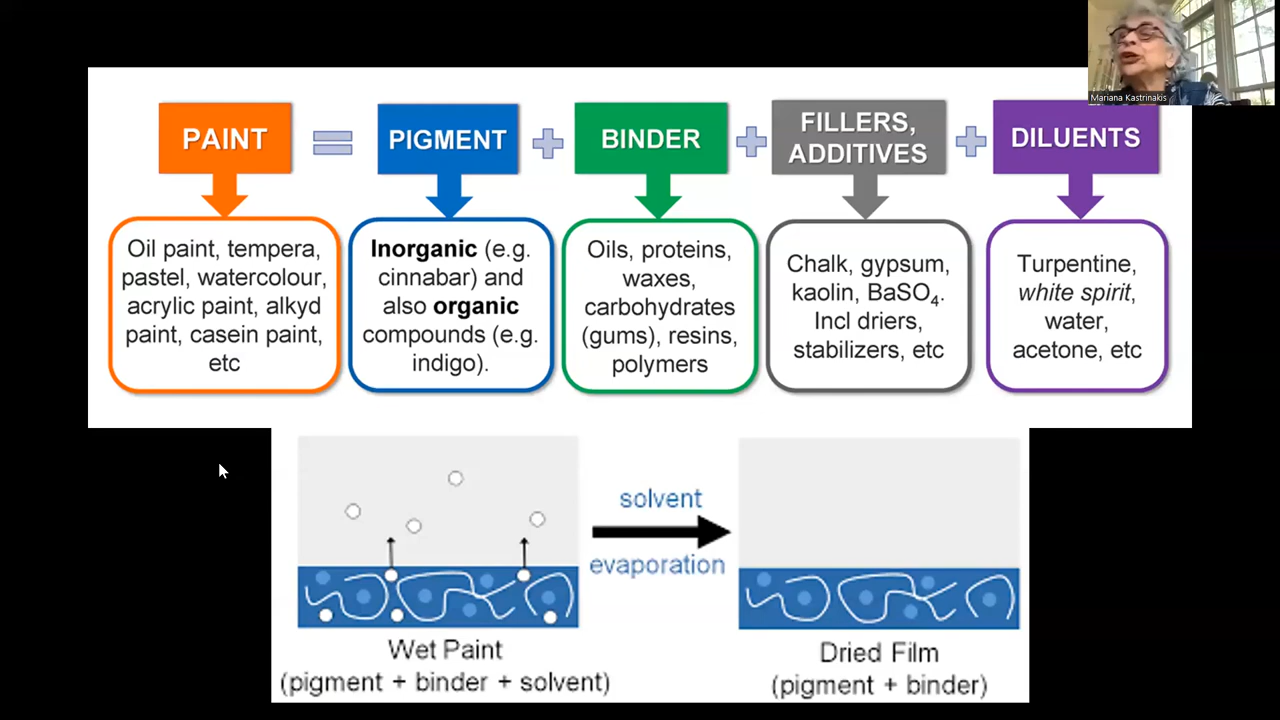 Mariana Kastrinakis
PAINT
PIGMENT
BINDER
FILLERS,
ADDITIVES
DILUENTS
Oil paint, tempera,
pastel, watercolour,
acrylic paint, alkyd
paint, casein paint,
etc
Inorganic (e.g.
cinnabar) and
also organic
compounds (e.g.
indigo).
Oils, proteins,
waxes,
carbohydrates
(gums), resins,
polymers
Chalk, gypsum,
kaolin, BaSO₄.
Incl driers,
stabilizers, etc
Turpentine,
white spirit,
water,
acetone, etc
solvent
evaporation
Wet Paint
(pigment + binder + solvent)
Dried Film
(pigment + binder)